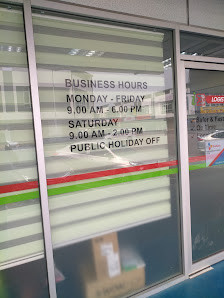 BUSINESS HOURS
MONDAY - FRIDAY
9.00 AM - 6.00 PM
SATURDAY
9.00 AM - 2.00 PM
PUBLIC HOLIDAY OFF